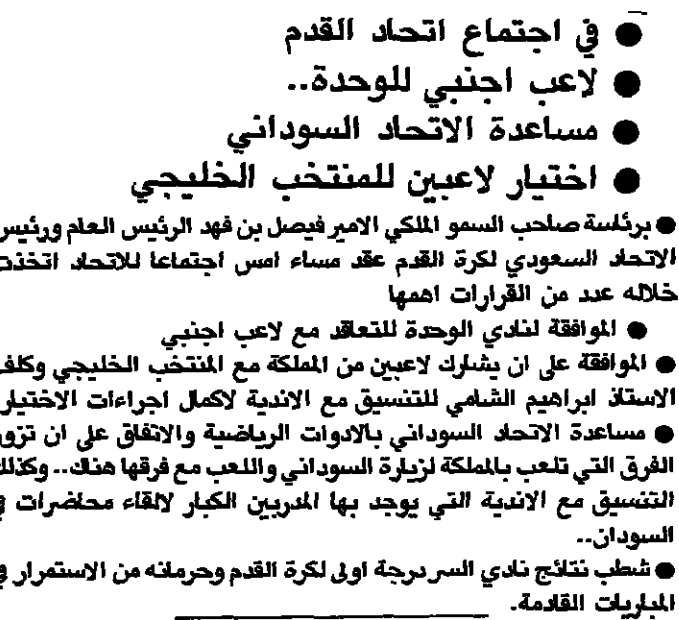 ● في اجتماع اتحاد القدم
● لاعب اجنبي للوحدة..
● مساعدة الاتحاد السوداني
● اختيار لاعبين للمنتخب الخليجي
● برئاسة صاحب السمو الملكي الامير فيصل بن فهد الرئيس العام ورئيس
الاتحاد السعودي لكرة القدم عقد مساء امس اجتماعا للاتحاد اتخذت
خلاله عدد من القرارات اهمها
● الموافقة لنادي الوحدة للتعاقد مع لاعب اجنبي
● الموافقة على ان يشارك لاعبين من المملكة مع المنتخب الخليجي وكلف
الاستاذ ابراهيم الشامي للتنسيق مع الاندية لاكمال اجراءات الاختيار
● مساعدة الاتحاد السوداني بالادوات الرياضية والاتفاق على ان تزور
الفرق التي تلعب بالمملكة لزيارة السوداني واللعب مع فرقها هناك.. وكذلك
التنسيق مع الاندية التي يوجد بها المدربين الكبار لالقاء محاضرات في
السودان..
● شطب نتائج نادي السر درجة اولى لكرة القدم وحرمانه من الاستمرار في
المباريات القادمة.